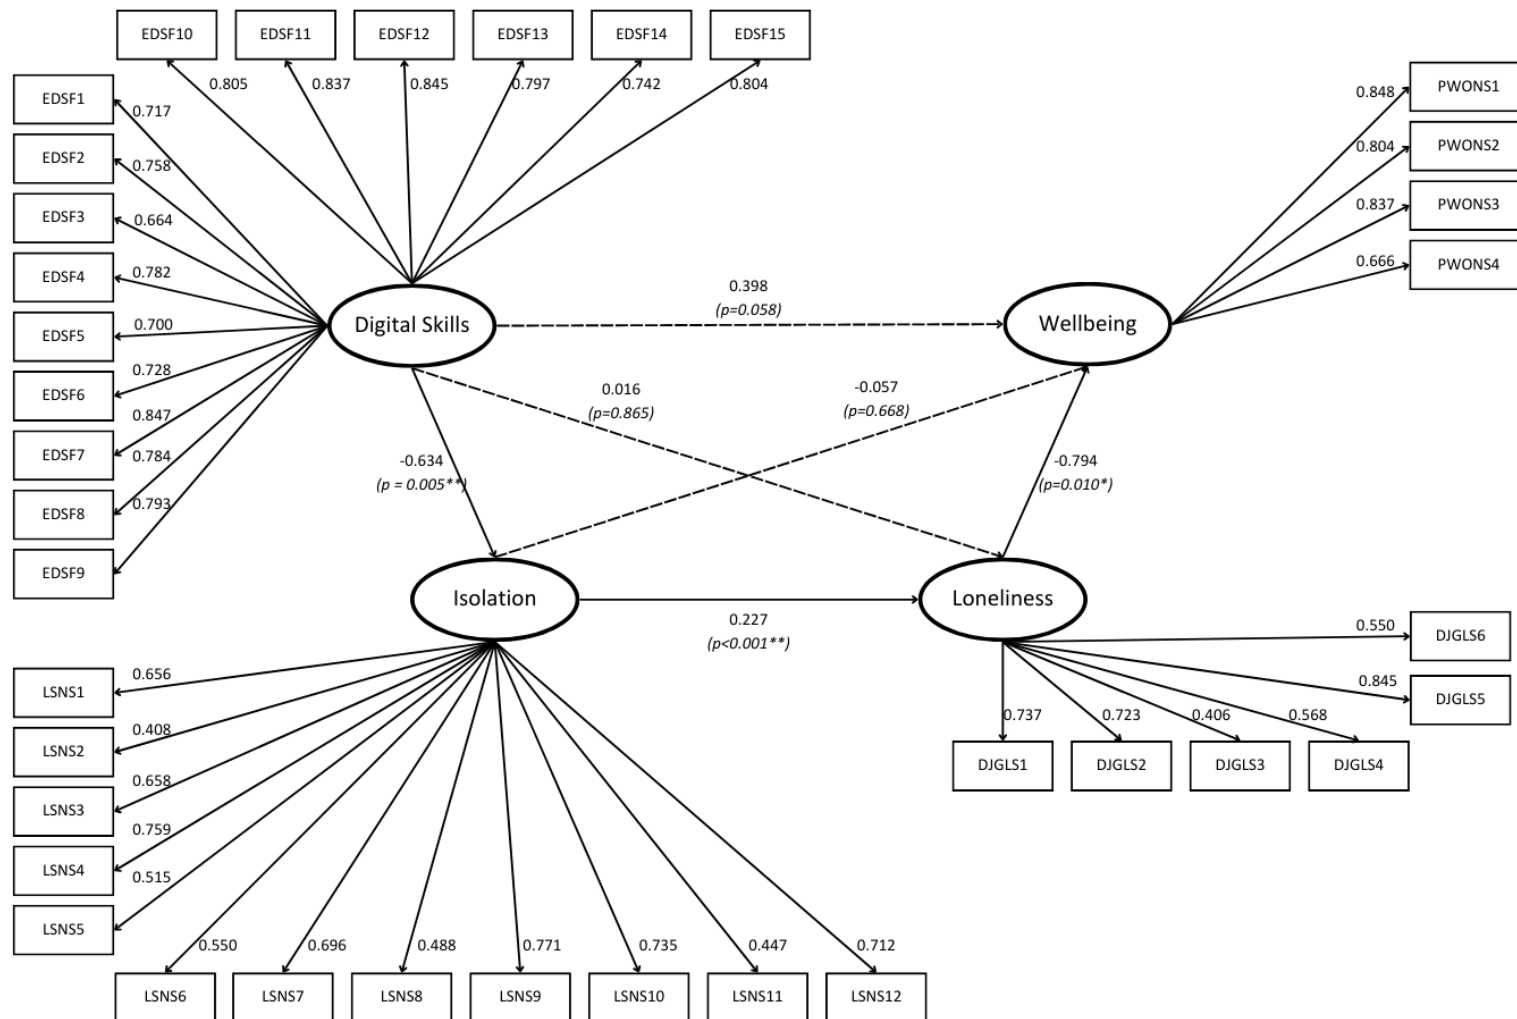 EDSF10
EDSF11
EDSF12
EDSF13
EDSF14
EDSF15
0.805
0.837
0.845
0.797
0.742
0.804
EDSF1
0.717
EDSF2
0.758
EDSF3
0.664
EDSF4
0.782
EDSF5
0.700
EDSF6
0.728
EDSF7
0.847
EDSF8
0.784
EDSF9
0.793
PWONS1
0.848
PWONS2
0.804
PWONS3
0.837
PWONS4
0.666
Digital Skills
0.398
(p=0.058)
Wellbeing
0.016
(p=0.865)
-0.057
(p=0.668)
-0.634
(p = 0.005**)
-0.794
(p=0.010*)
Isolation
0.227
(p<0.001**)
Loneliness
0.550
DJGLS6
0.845
DJGLS5
0.737
0.723
0.406
0.568
DJGLS1
DJGLS2
DJGLS3
DJGLS4
0.656
LSNS1
0.408
LSNS2
0.658
LSNS3
0.759
LSNS4
0.515
LSNS5
0.550
0.696
0.488
0.771
0.735
0.447
0.712
LSNS6
LSNS7
LSNS8
LSNS9
LSNS10
LSNS11
LSNS12